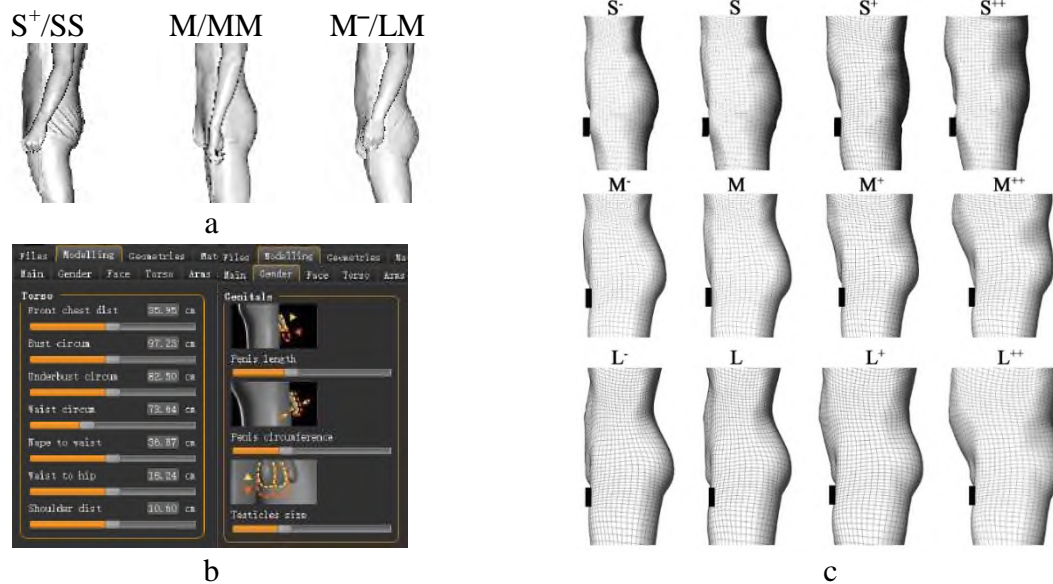 S⁺/SS M/MM M⁻/LM
a
Files Modelling Geometries Mat
Main Gender Face Torso Arms
Torso
Front chest dist 35.95 cm
Bust circum 97.23 cm
Underbust circum 82.50 cm
Waist circum 73.64 cm
Nape to waist 36.87 cm
Waist to hip 18.24 cm
Shoulder dist 10.60 cm
Files Modelling Geometries Ma
Main Gender Face Torso Arms
Genitals
Penis length
Penis circumference
Testicles size
b
S⁻ S S⁺ S⁺⁺
M⁻ M M⁺ M⁺⁺
L⁻ L L⁺ L⁺⁺
c